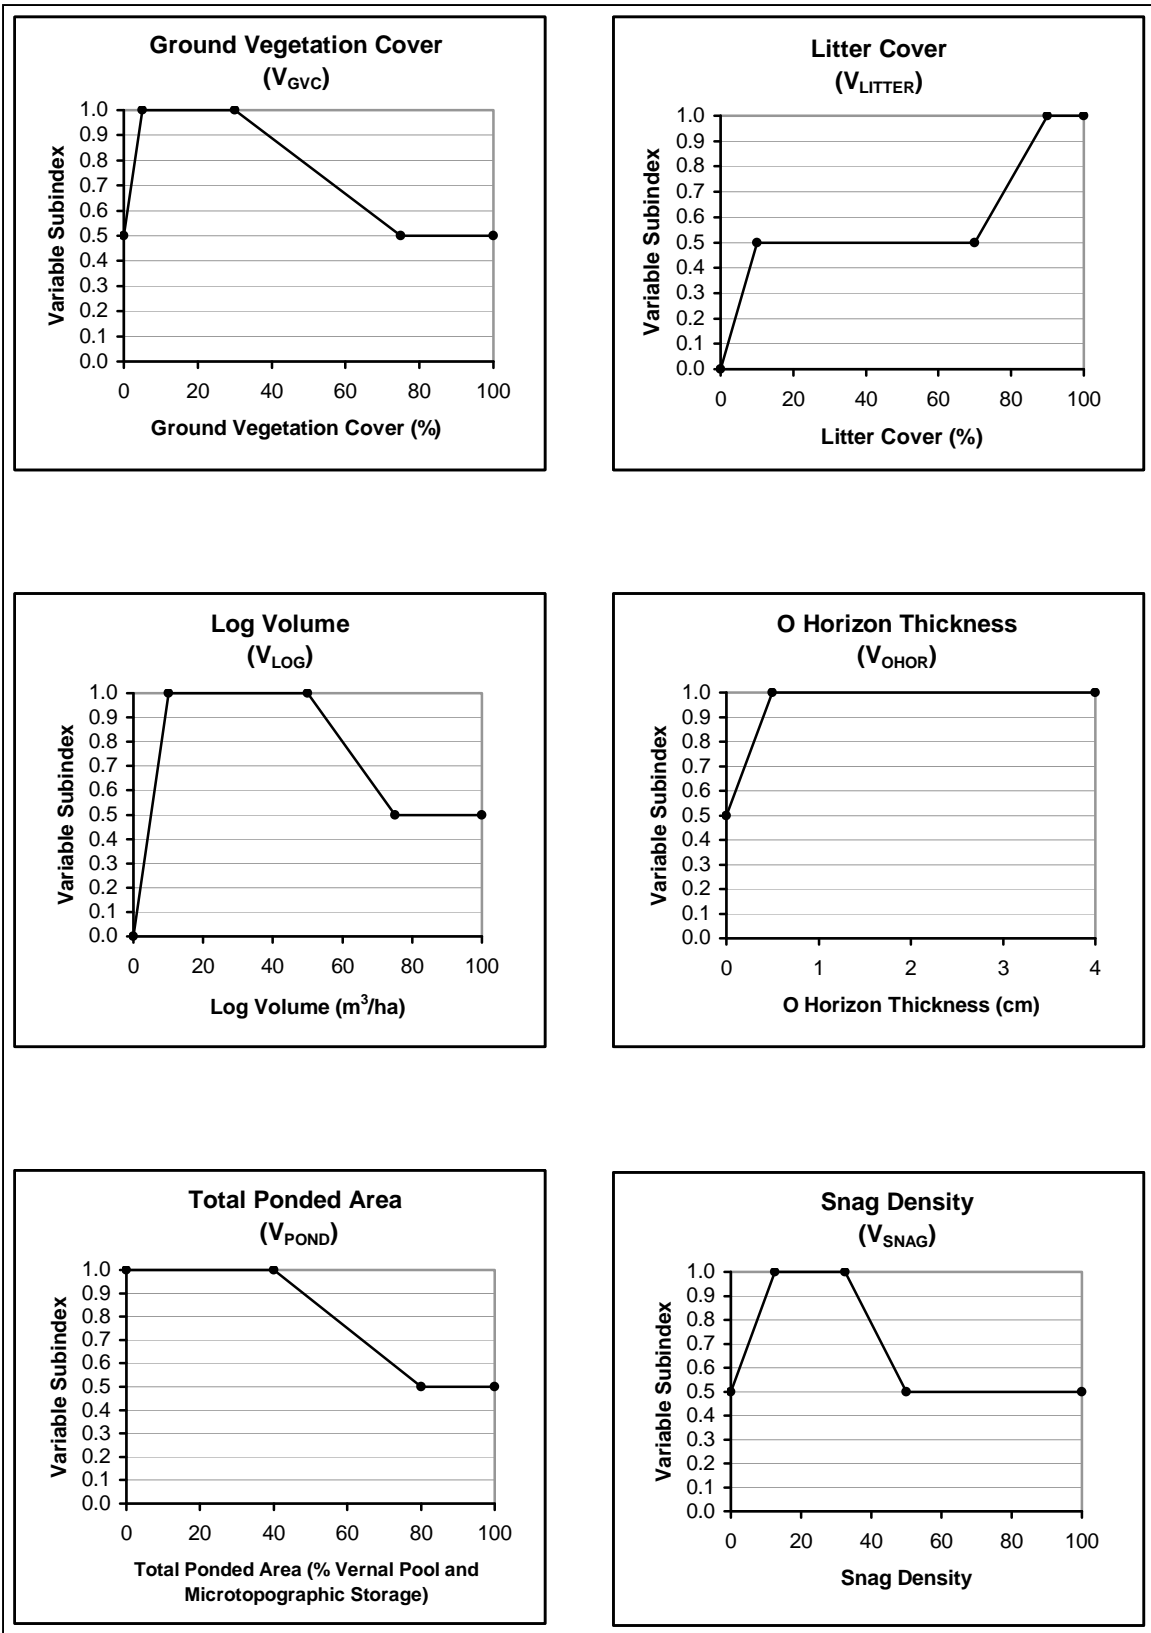 Ground Vegetation Cover
(V_GVC)
1.0
0.9
0.8
0.7
0.6
0.5
0.4
0.3
0.2
0.1
0.0
Variable Subindex
0 20 40 60 80 100
Ground Vegetation Cover (%)
Litter Cover
(V_LITTER)
1.0
0.9
0.8
0.7
0.6
0.5
0.4
0.3
0.2
0.1
0.0
Variable Subindex
0 20 40 60 80 100
Litter Cover (%)
Log Volume
(V_LOG)
1.0
0.9
0.8
0.7
0.6
0.5
0.4
0.3
0.2
0.1
0.0
Variable Subindex
0 20 40 60 80 100
Log Volume (m³/ha)
O Horizon Thickness
(V_OHOR)
1.0
0.9
0.8
0.7
0.6
0.5
0.4
0.3
0.2
0.1
0.0
Variable Subindex
0 1 2 3 4
O Horizon Thickness (cm)
Total Ponded Area
(V_POND)
1.0
0.9
0.8
0.7
0.6
0.5
0.4
0.3
0.2
0.1
0.0
Variable Subindex
0 20 40 60 80 100
Total Ponded Area (% Vernal Pool and
Microtopographic Storage)
Snag Density
(V_SNAG)
1.0
0.9
0.8
0.7
0.6
0.5
0.4
0.3
0.2
0.1
0.0
Variable Subindex
0 20 40 60 80 100
Snag Density